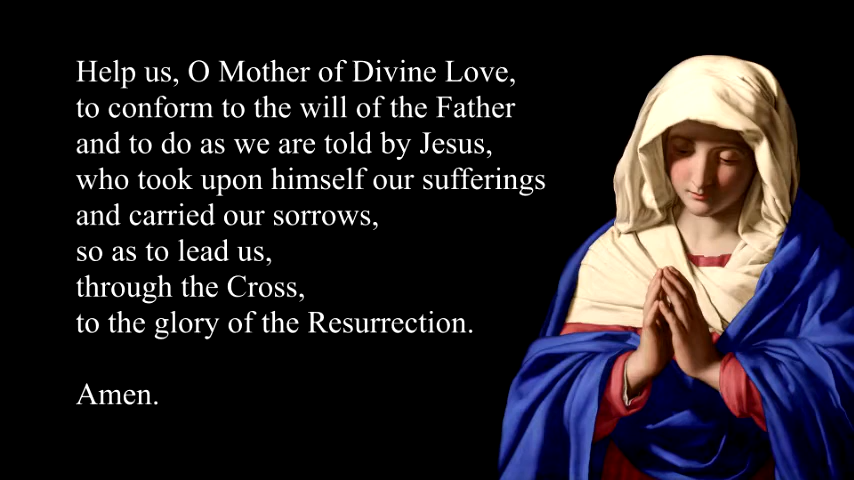 Help us, O Mother of Divine Love,
to conform to the will of the Father
and to do as we are told by Jesus,
who took upon himself our sufferings
and carried our sorrows,
so as to lead us,
through the Cross,
to the glory of the Resurrection.
Amen.